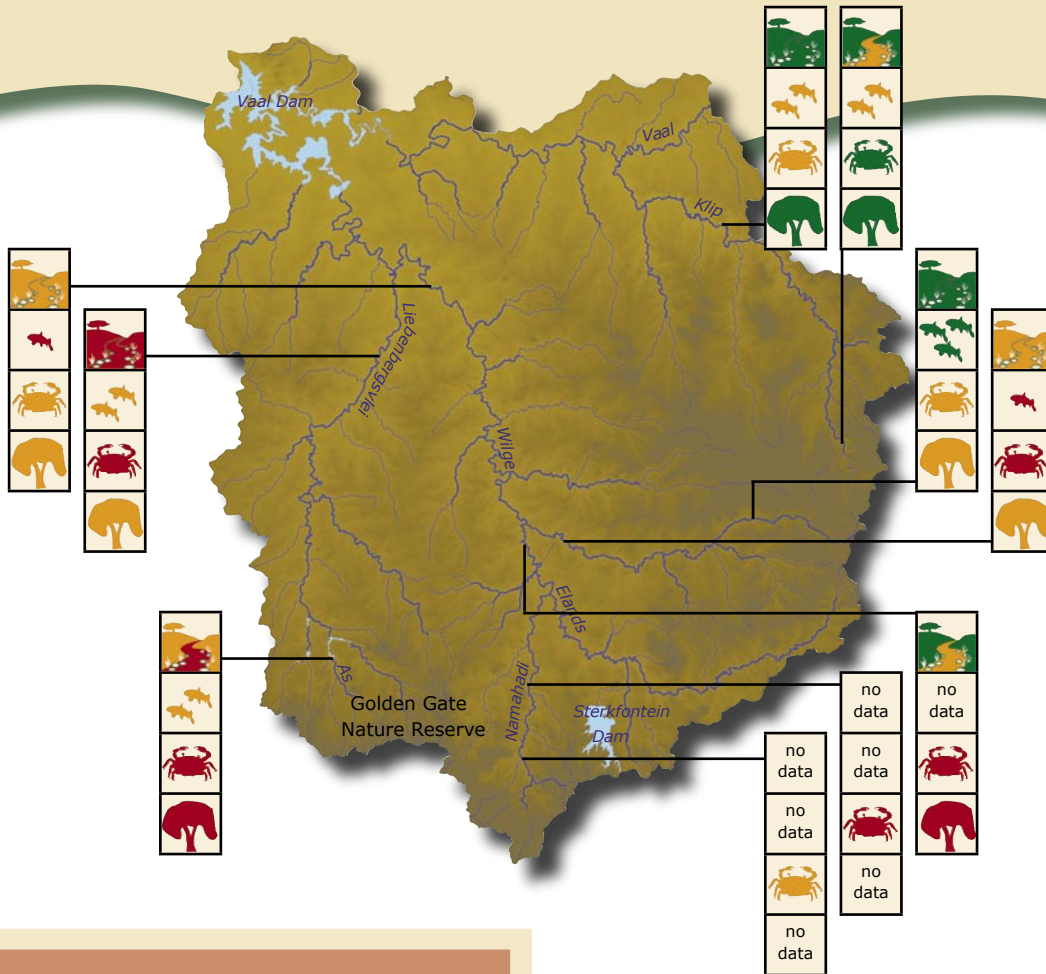 Vaal Dam
Vaal
Klip
Liebenbergsvlei
Wilge
Elands
As
Golden Gate
Nature Reserve
Namahadi
Sterkfontein
Dam
no
data
no
data
no
data
no
data
no
data
no
data
no
data
no
data